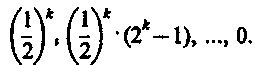 (1/2)^k, (1/2)^k · (2^k − 1), ..., 0.